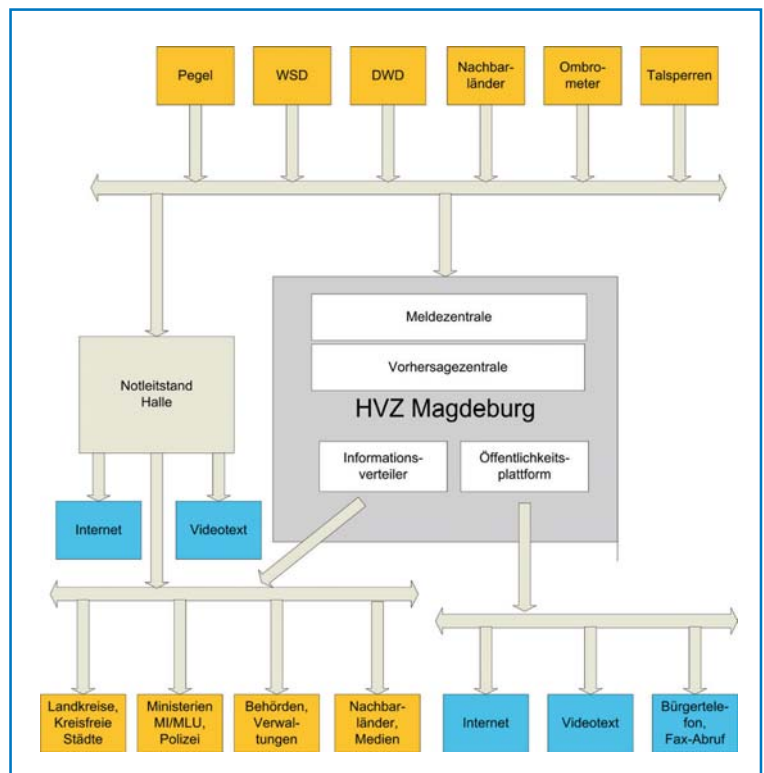 Pegel
WSD
DWD
Nachbar-
länder
Ombro-
meter
Talsperren
Meldezentrale
Vorhersagezentrale
HVZ Magdeburg
Notleitstand
Halle
Informations-
verteiler
Öffentlichkeits-
plattform
Internet
Videotext
Landkreise,
Kreisfreie
Städte
Ministerien
MI/MLU,
Polizei
Behörden,
Verwal-
tungen
Nachbar-
länder,
Medien
Internet
Videotext
Bürgertele-
fon,
Fax-Abruf